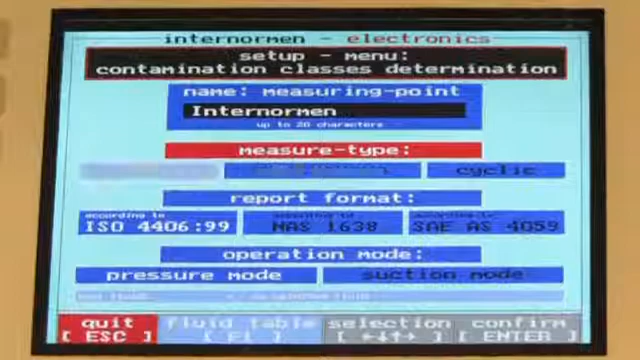 internormen - electronics
setup - menu:
contamination classes determination
name: measuring-point
Internormen
up to 20 characters
measure-type:
cyclic
report format:
according to
ISO 4406:99
according to
NAS 1638
according to
SAE AS 4059
operation mode:
pressure mode
suction mode
quit
[ ESC ]
fluid table
[ F1 ]
selection
[ ←↓↑→ ]
confirm
[ ENTER ]